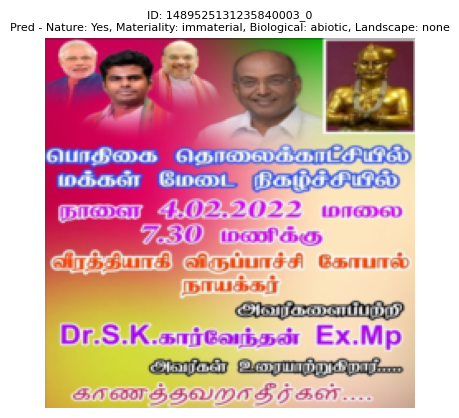 ID: 1489525131235840003_0
Pred - Nature: Yes, Materiality: immaterial, Biological: abiotic, Landscape: none
பொதிகை தொலைக்காட்சியில்
மக்கள் மேடை நிகழ்ச்சியில்
நாளை 4.02.2022 மாலை
7.30 மணிக்கு
வீரத்தியாகி விருப்பாச்சி கோபால்
நாயக்கர்
அவர்களைப்பற்றி
Dr.S.K.கார்வேந்தன் Ex.Mp
அவர்கள் உரையாற்றுகிறார்.....
காணத்தவறாதீர்கள்....